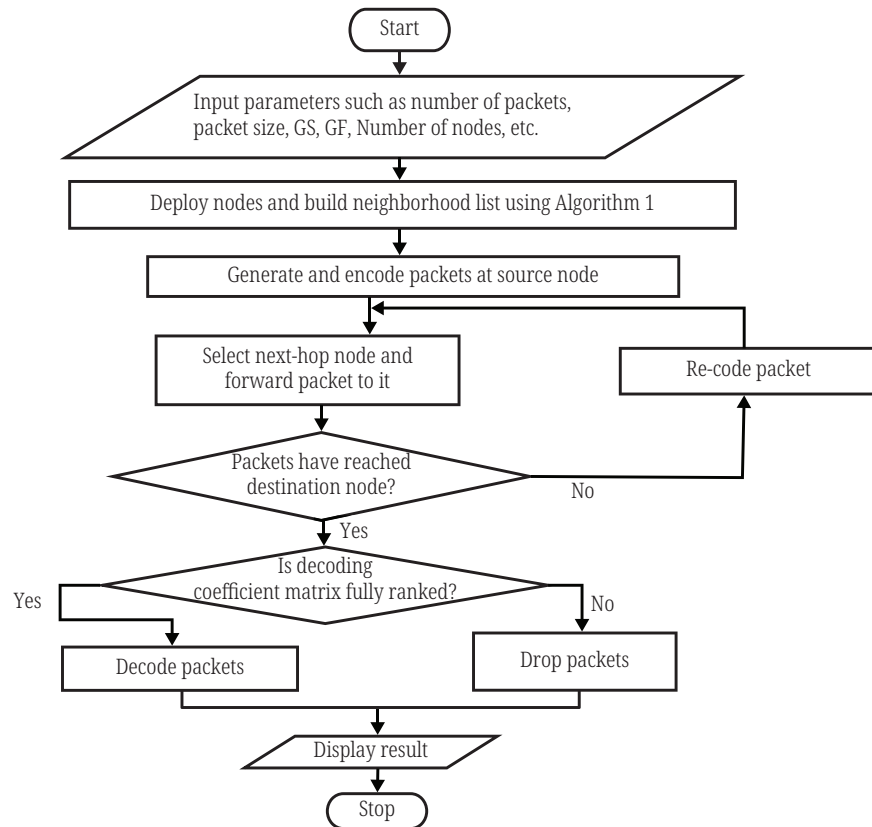 Start
Input parameters such as number of packets,
packet size, GS, GF, Number of nodes, etc.
Deploy nodes and build neighborhood list using Algorithm 1
Generate and encode packets at source node
Select next-hop node and
forward packet to it
Re-code packet
Packets have reached
destination node?
No
Yes
Is decoding
coefficient matrix fully ranked?
Yes
No
Decode packets
Drop packets
Display result
Stop